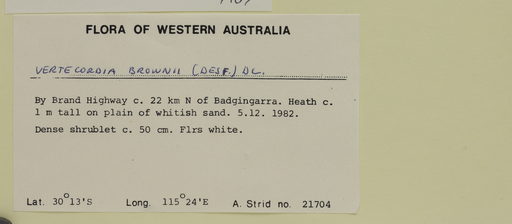 FLORA OF WESTERN AUSTRALIA
VERTECORDIA BROWNII (DESF.) DC.
By Brand Highway c. 22 km N of Badgingarra. Heath c.
1 m tall on plain of whitish sand. 5.12. 1982.
Dense shrublet c. 50 cm. Flrs white.
Lat. 30°13'S Long. 115°24'E A. Strid no. 21704